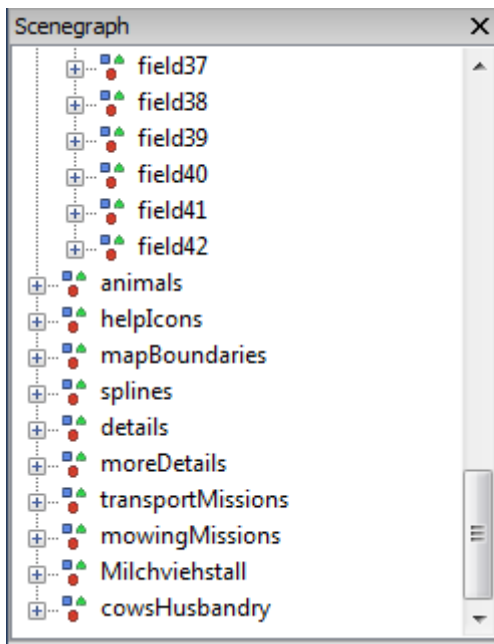 Scenegraph
field37
field38
field39
field40
field41
field42
animals
helpIcons
mapBoundaries
splines
details
moreDetails
transportMissions
mowingMissions
Milchviehstall
cowsHusbandry